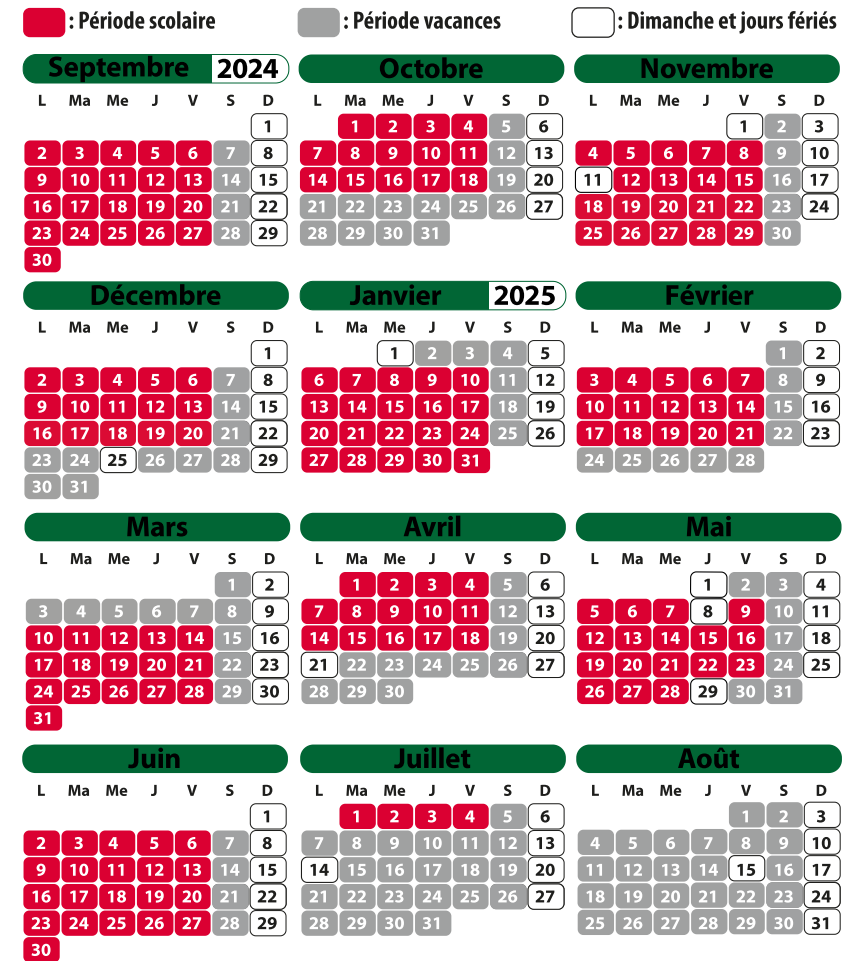 : Période scolaire : Période vacances : Dimanche et jours fériés
Septembre 2024 Octobre Novembre
L Ma Me J V S D L Ma Me J V S D L Ma Me J V S D
1 1 2 3 4 5 6 1 2 3
2 3 4 5 6 7 8 7 8 9 10 11 12 13 4 5 6 7 8 9 10
9 10 11 12 13 14 15 14 15 16 17 18 19 20 11 12 13 14 15 16 17
16 17 18 19 20 21 22 21 22 23 24 25 26 27 18 19 20 21 22 23 24
23 24 25 26 27 28 29 28 29 30 31 25 26 27 28 29 30
30
Décembre Janvier 2025 Février
L Ma Me J V S D L Ma Me J V S D L Ma Me J V S D
1 1 2 3 4 5 1 2
2 3 4 5 6 7 8 6 7 8 9 10 11 12 3 4 5 6 7 8 9
9 10 11 12 13 14 15 13 14 15 16 17 18 19 10 11 12 13 14 15 16
16 17 18 19 20 21 22 20 21 22 23 24 25 26 17 18 19 20 21 22 23
23 24 25 26 27 28 29 27 28 29 30 31 24 25 26 27 28
30 31
Mars Avril Mai
L Ma Me J V S D L Ma Me J V S D L Ma Me J V S D
1 2 1 2 3 4 5 6 1 2 3 4
3 4 5 6 7 8 9 7 8 9 10 11 12 13 5 6 7 8 9 10 11
10 11 12 13 14 15 16 14 15 16 17 18 19 20 12 13 14 15 16 17 18
17 18 19 20 21 22 23 21 22 23 24 25 26 27 19 20 21 22 23 24 25
24 25 26 27 28 29 30 28 29 30 26 27 28 29 30 31
31
Juin Juillet Août
L Ma Me J V S D L Ma Me J V S D L Ma Me J V S D
1 1 2 3 4 5 6 1 2 3
2 3 4 5 6 7 8 7 8 9 10 11 12 13 4 5 6 7 8 9 10
9 10 11 12 13 14 15 14 15 16 17 18 19 20 11 12 13 14 15 16 17
16 17 18 19 20 21 22 21 22 23 24 25 26 27 18 19 20 21 22 23 24
23 24 25 26 27 28 29 28 29 30 31 25 26 27 28 29 30 31
30